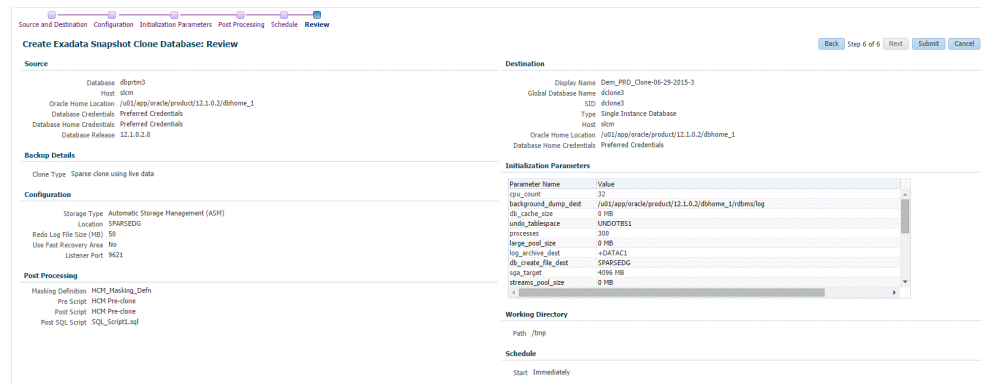 Source and Destination Configuration Initialization Parameters Post Processing Schedule Review
Create Exadata Snapshot Clone Database: Review
Back Step 6 of 6 Next Submit Cancel
Source
Database dbprtm3
Host slcm
Oracle Home Location /u01/app/oracle/product/12.1.0.2/dbhome_1
Database Credentials Preferred Credentials
Database Home Credentials Preferred Credentials
Database Release 12.1.0.2.0
Backup Details
Clone Type Sparse clone using live data
Configuration
Storage Type Automatic Storage Management (ASM)
Location SPARSEDG
Redo Log File Size (MB) 50
Use Fast Recovery Area No
Listener Port 9621
Post Processing
Masking Definition HCM_Masking_Defn
Pre Script HCM Pre-clone
Post Script HCM Pre-clone
Post SQL Script SQL_Script1.sql
Destination
Display Name Dem_PRD_Clone-06-29-2015-3
Global Database Name dclone3
SID dclone3
Type Single Instance Database
Host slcm
Oracle Home Location /u01/app/oracle/product/12.1.0.2/dbhome_1
Database Home Credentials Preferred Credentials
Initialization Parameters
Parameter Name Value
cpu_count 32
background_dump_dest /u01/app/oracle/product/12.1.0.2/dbhome_1/rdbms/log
db_cache_size 0 MB
undo_tablespace UNDOTBS1
processes 300
large_pool_size 0 MB
log_archive_dest +DATAC1
db_create_file_dest SPARSEDG
sga_target 4096 MB
streams_pool_size 0 MB
Working Directory
Path /tmp
Schedule
Start Immediately